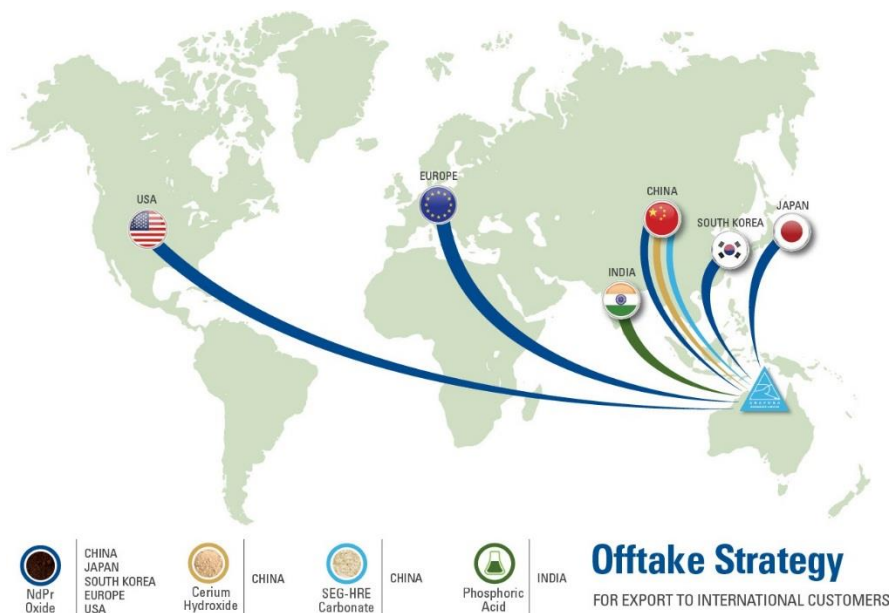 USA
EUROPE
CHINA
JAPAN
SOUTH KOREA
INDIA
NdPr
Oxide
CHINA
JAPAN
SOUTH KOREA
EUROPE
USA
Cerium
Hydroxide
CHINA
SEG-HRE
Carbonate
CHINA
Phosphoric
Acid
INDIA
Offtake Strategy
FOR EXPORT TO INTERNATIONAL CUSTOMERS